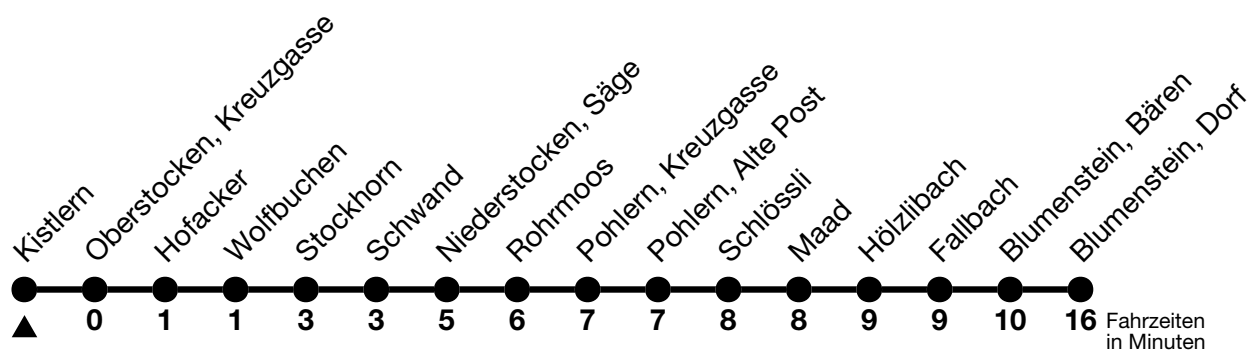 Kistlern
Oberstocken, Kreuzgasse
Hofacker
Wolfbuchen
Stockhorn
Schwand
Niederstocken, Säge
Rohrmoos
Pohlern, Kreuzgasse
Pohlern, Alte Post
Schlössli
Maad
Hölzlibach
Fallbach
Blumenstein, Bären
Blumenstein, Dorf
0 1 1 3 3 5 6 7 7 8 8 9 9 10 16
Fahrzeiten
in Minuten